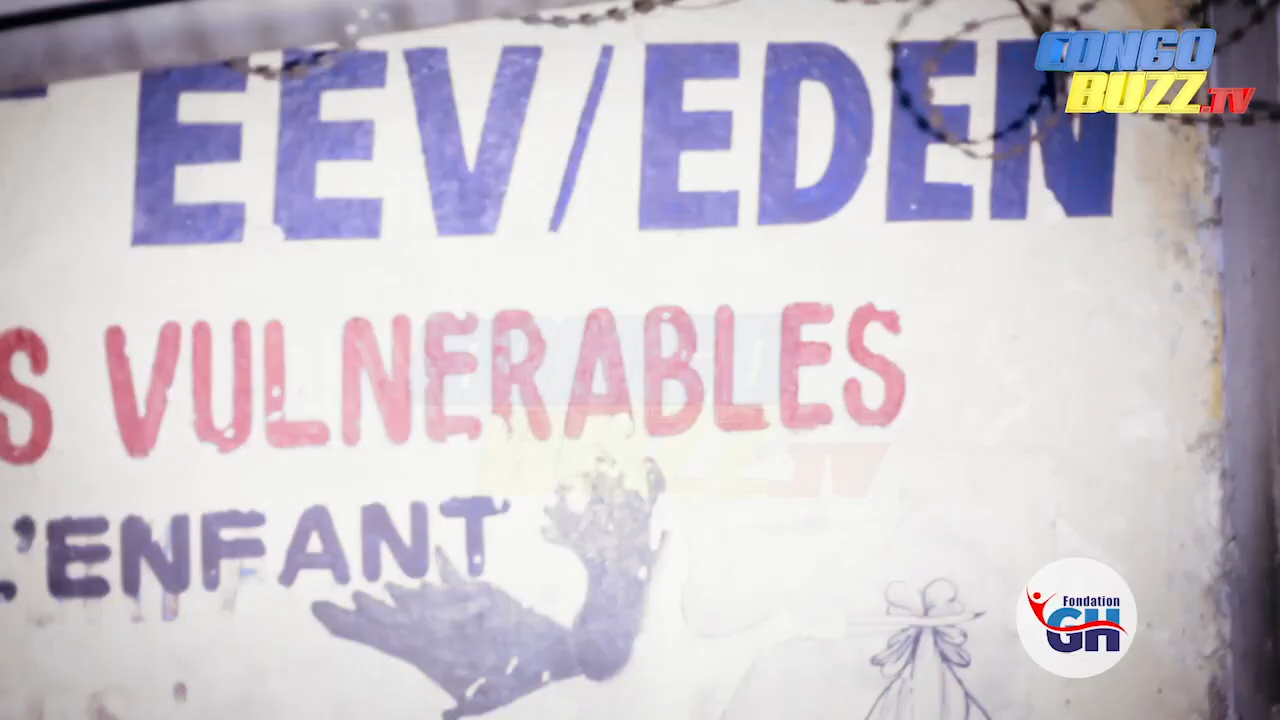 EEV/EDEN
CONGO
BUZZ.TV
S VULNERABLES
L'ENFANT
Fondation
GH